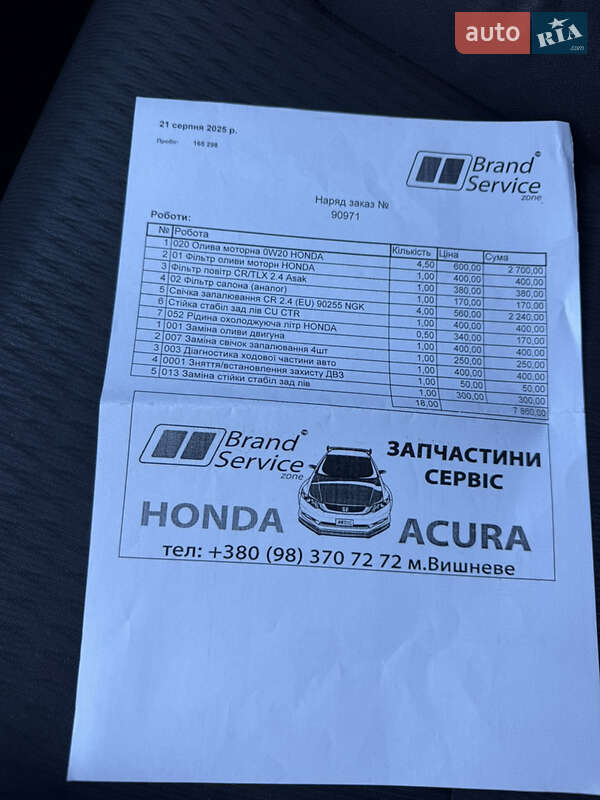 auto RIA.com
21 серпня 2025 р.
Пробіг: 165 298
Brand Service zone
Наряд заказ №
90971
Роботи:
№ Робота Кількість Ціна Сума
1 020 Олива моторна 0W20 HONDA 4,50 600,00 2 700,00
2 01 Фільтр оливи моторн HONDA 1,00 400,00 400,00
3 Фільтр повітр CR/TLX 2.4 Asak 1,00 380,00 380,00
4 02 Фільтр салона (аналог) 1,00 170,00 170,00
5 Свічка запалювання CR 2.4 (EU) 90255 NGK 4,00 560,00 2 240,00
6 Стійка стабіл зад лів CU CTR 1,00 400,00 400,00
7 052 Рідина охолоджуюча літр HONDA 0,50 340,00 170,00
1 001 Заміна оливи двигуна 1,00 400,00 400,00
2 007 Заміна свічок запалювання 4шт 1,00 250,00 250,00
3 003 Діагностика ходової частини авто 1,00 400,00 400,00
4 0001 Зняття/встановлення захисту ДВЗ 1,00 50,00 50,00
5 013 Заміна стійки стабіл зад лів 1,00 300,00 300,00
18,00 7 860,00
Brand Service zone
ЗАПЧАСТИНИ
СЕРВІС
HONDA ACURA
тел: +380 (98) 370 72 72 м.Вишневе